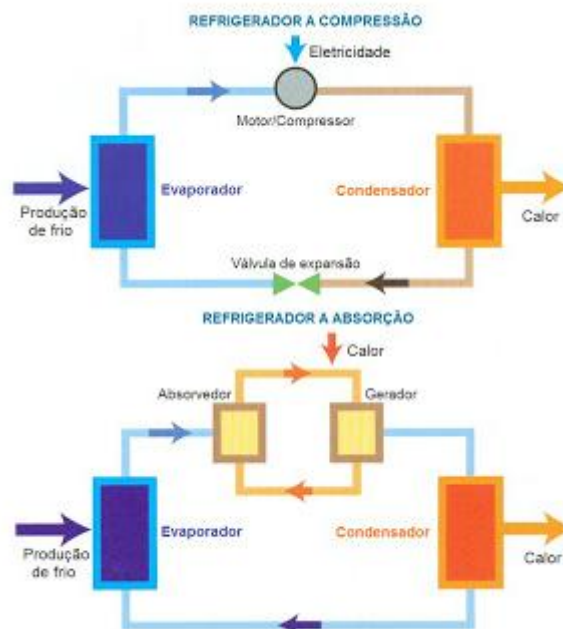 REFRIGERADOR A COMPRESSÃO
Eletricidade
Motor/Compressor
Evaporador
Condensador
Produção
de frio
Calor
Válvula de expansão
REFRIGERADOR A ABSORÇÃO
Calor
Absorvedor
Gerador
Evaporador
Condensador
Produção
de frio
Calor